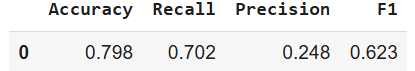 Accuracy Recall Precision F1
0 0.798 0.702 0.248 0.623